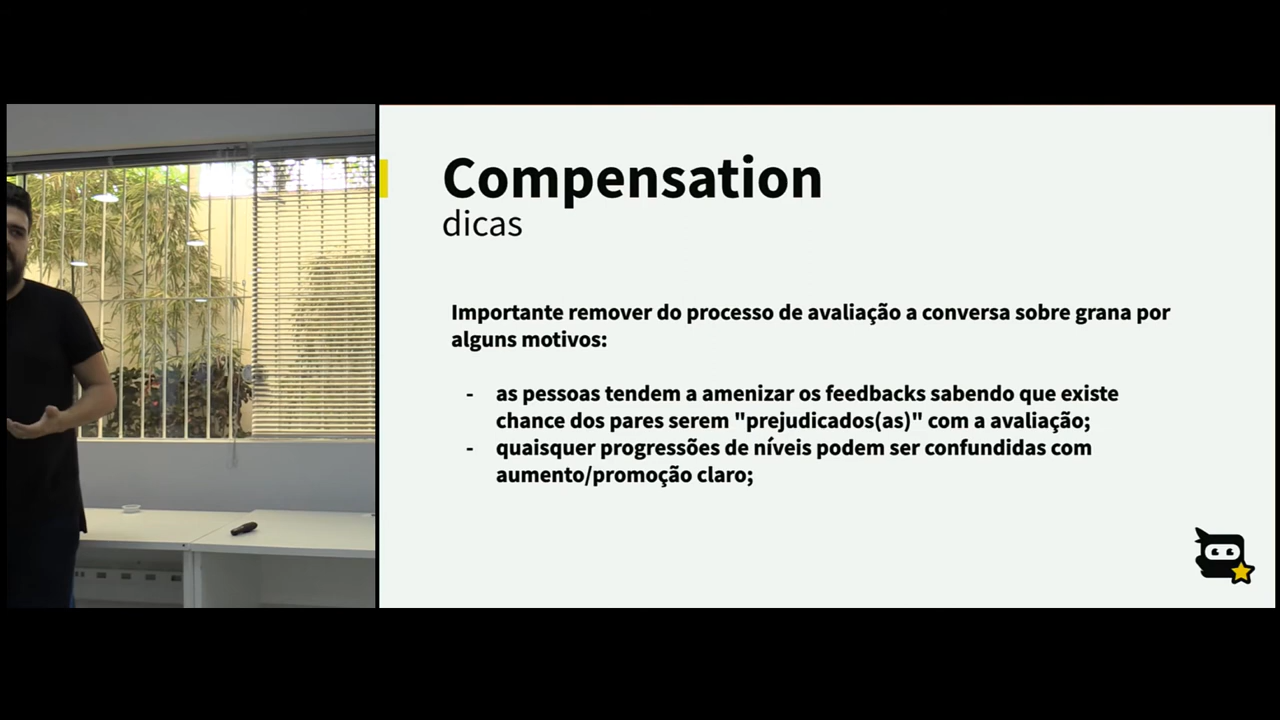 Compensation
dicas
Importante remover do processo de avaliação a conversa sobre grana por
alguns motivos:
- as pessoas tendem a amenizar os feedbacks sabendo que existe
chance dos pares serem "prejudicados(as)" com a avaliação;
- quaisquer progressões de níveis podem ser confundidas com
aumento/promoção claro;